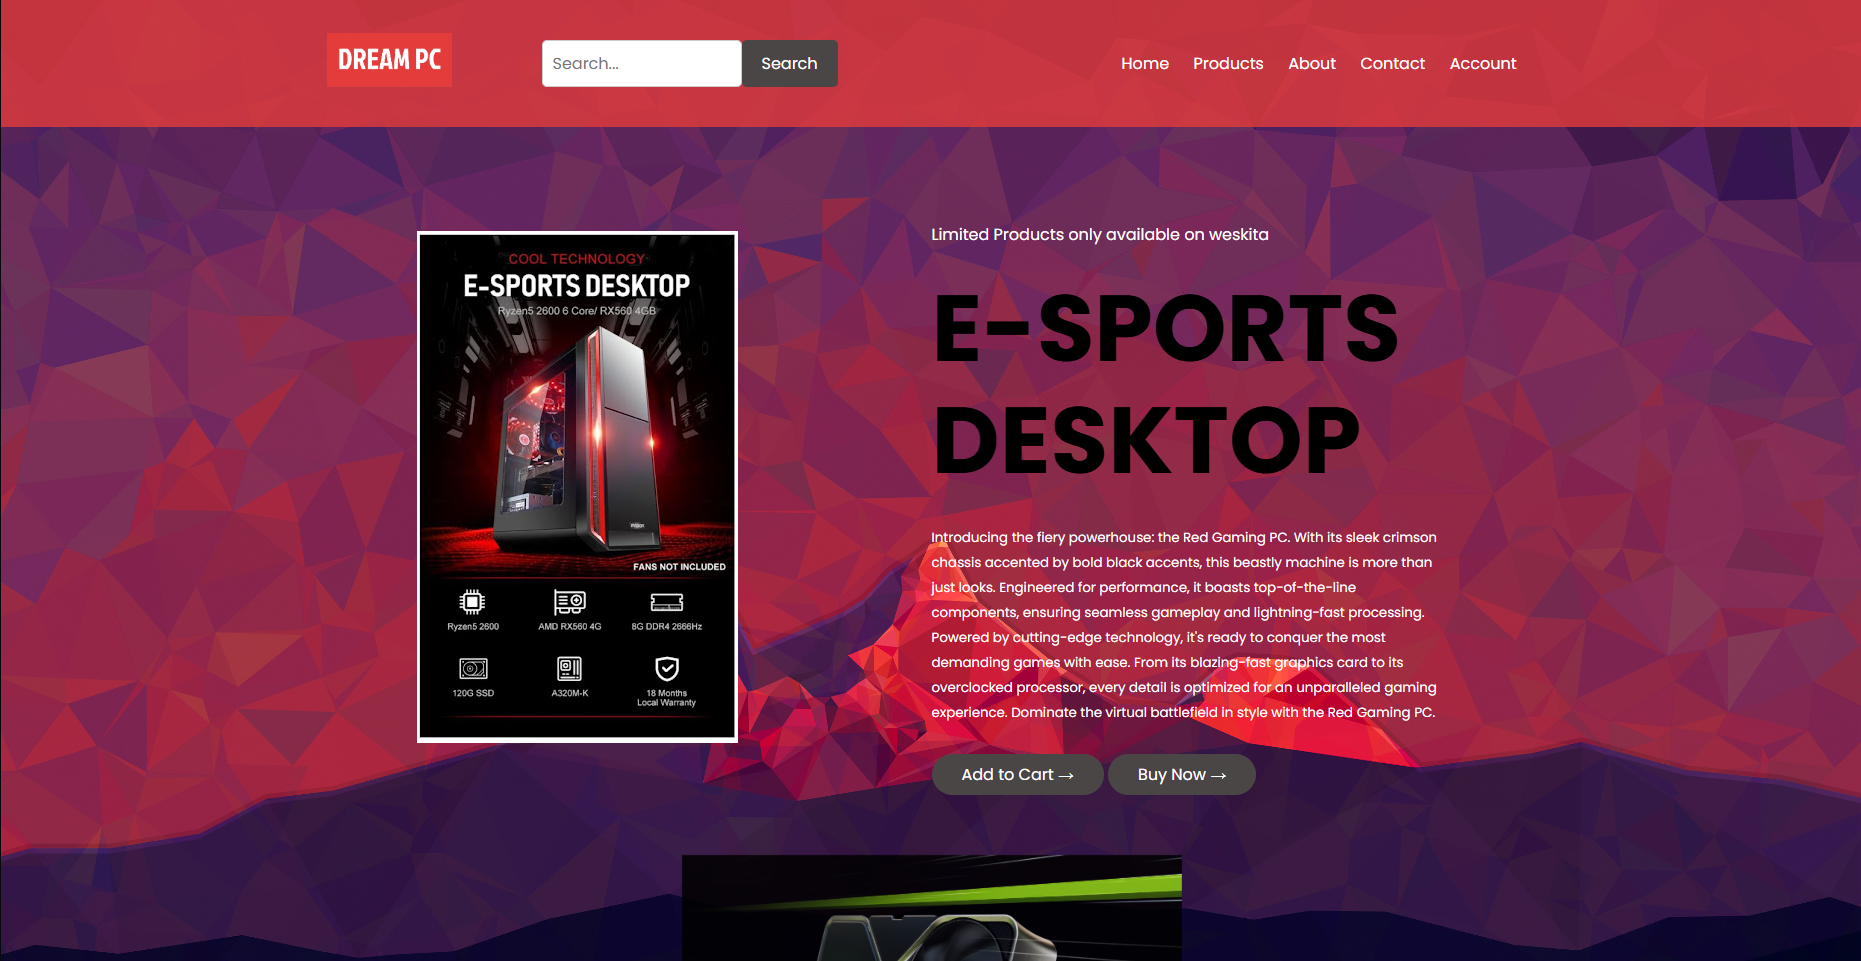 DREAM PC
Search...
Search
Home
Products
About
Contact
Account
COOL TECHNOLOGY
E-SPORTS DESKTOP
Ryzen5 2600 6 Core/ RX560 4GB
FANS NOT INCLUDED
Ryzen5 2600
AMD RX560 4G
8G DDR4 2666Hz
120G SSD
A320M-K
18 Months
Local Warranty
Limited Products only available on weskita
E-SPORTS
DESKTOP
Introducing the fiery powerhouse: the Red Gaming PC. With its sleek crimson
chassis accented by bold black accents, this beastly machine is more than
just looks. Engineered for performance, it boasts top-of-the-line
components, ensuring seamless gameplay and lightning-fast processing.
Powered by cutting-edge technology, it's ready to conquer the most
demanding games with ease. From its blazing-fast graphics card to its
overclocked processor, every detail is optimized for an unparalleled gaming
experience. Dominate the virtual battlefield in style with the Red Gaming PC.
Add to Cart →
Buy Now →